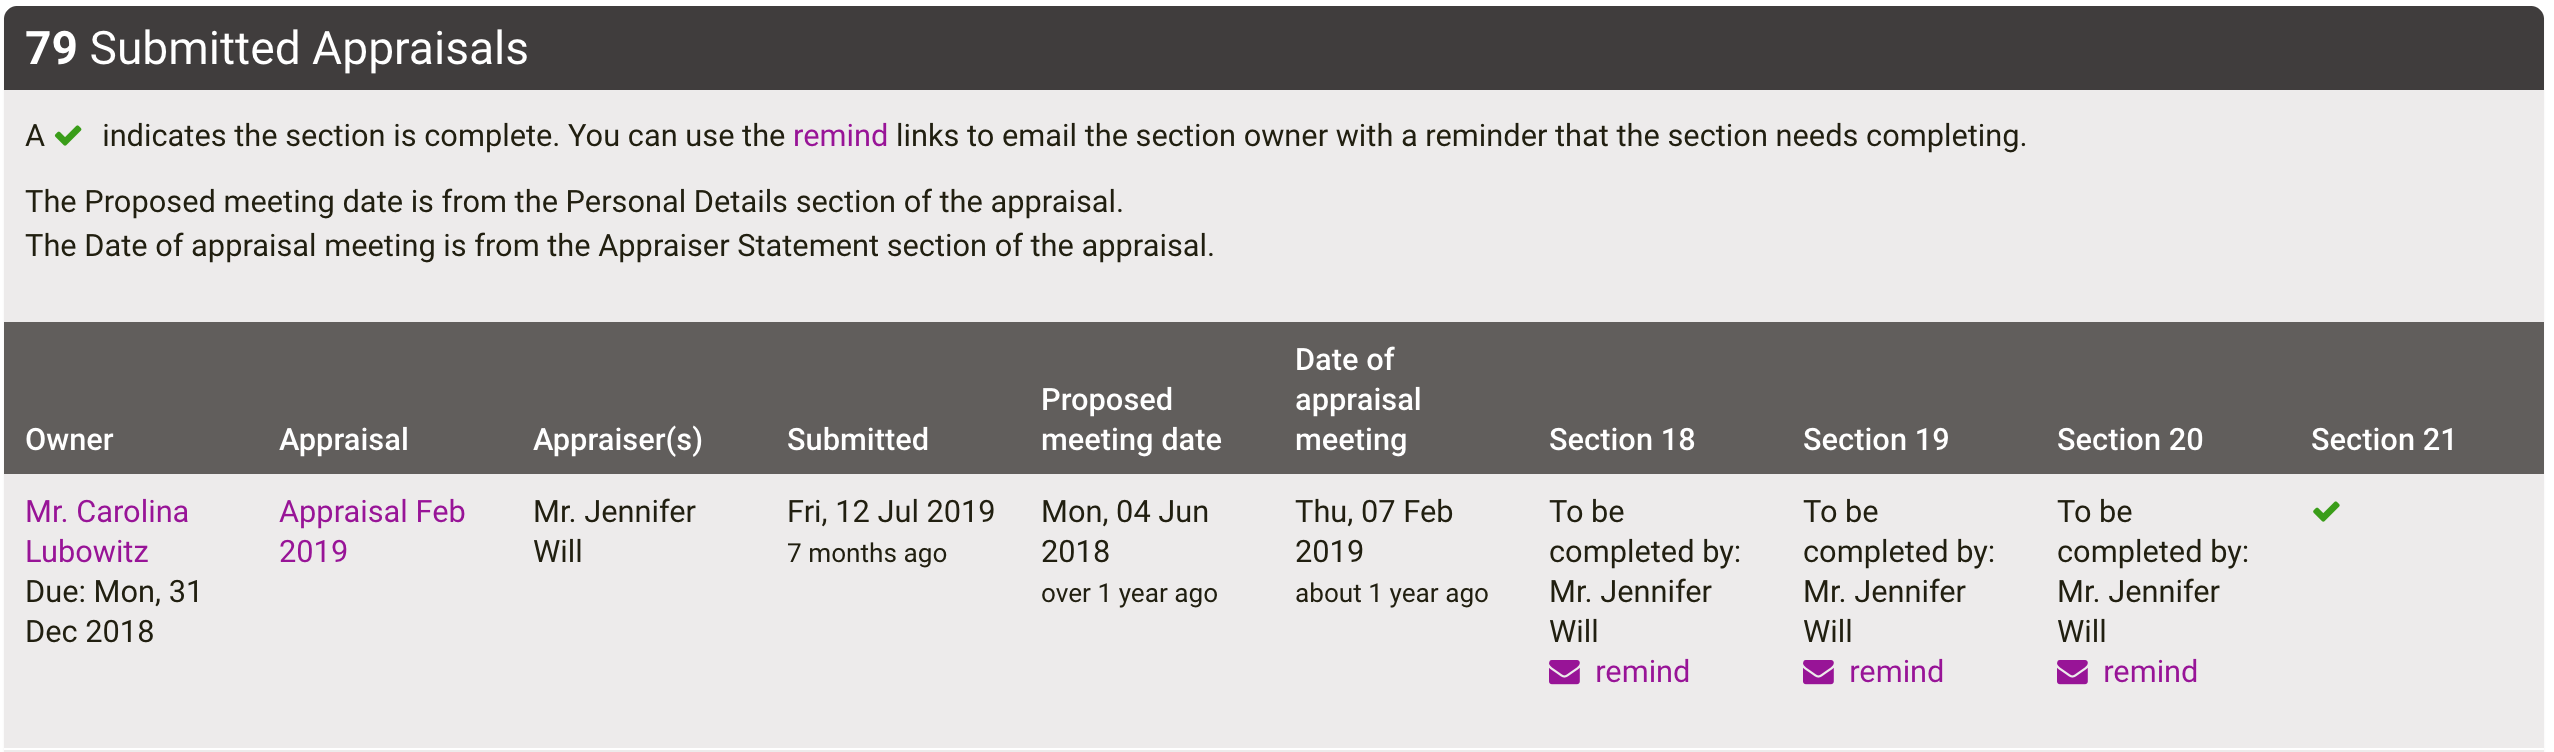 79 Submitted Appraisals
A indicates the section is complete. You can use the remind links to email the section owner with a reminder that the section needs completing.
The Proposed meeting date is from the Personal Details section of the appraisal.
The Date of appraisal meeting is from the Appraiser Statement section of the appraisal.
Owner
Appraisal
Appraiser(s)
Submitted
Proposed
meeting date
Date of
appraisal
meeting
Section 18
Section 19
Section 20
Section 21
Mr. Carolina
Lubowitz
Due: Mon, 31
Dec 2018
Appraisal Feb
2019
Mr. Jennifer
Will
Fri, 12 Jul 2019
7 months ago
Mon, 04 Jun
2018
over 1 year ago
Thu, 07 Feb
2019
about 1 year ago
To be
completed by:
Mr. Jennifer
Will
remind
To be
completed by:
Mr. Jennifer
Will
remind
To be
completed by:
Mr. Jennifer
Will
remind